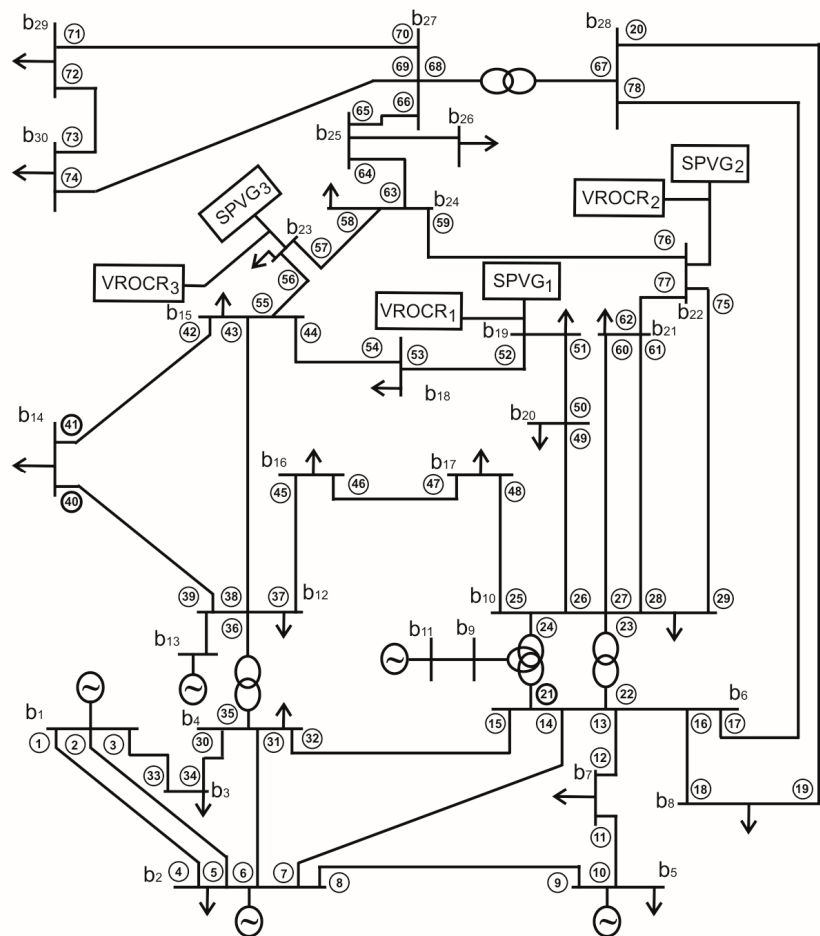 b29 71 70 b27 b28 20
72 69 68 67
65 66 78
b30 73 b25 b26
74 64 SPVG2
SPVG3 63 b24 VROCR2
58 59
b23 57 76
56 SPVG1 77
VROCR3 55 VROCR1 62 b22 75
b15 b19 b21
42 43 44 54 53 52 51 60 61
b18
b14 41 50
b20 49
b16 b17
45 46 47 48
40
39 38 37 b12 b10 25 26 27 28 29
36 24 23
b13 b11 b9
~ ~
~ 21 22 b6
b1 35 b4
1 2 3 30 31 32 15 14 13 16 17
12
33 34 b7 18 19
b3 b8
11
b2 4 5 6 7 8 9 10 b5
~ ~